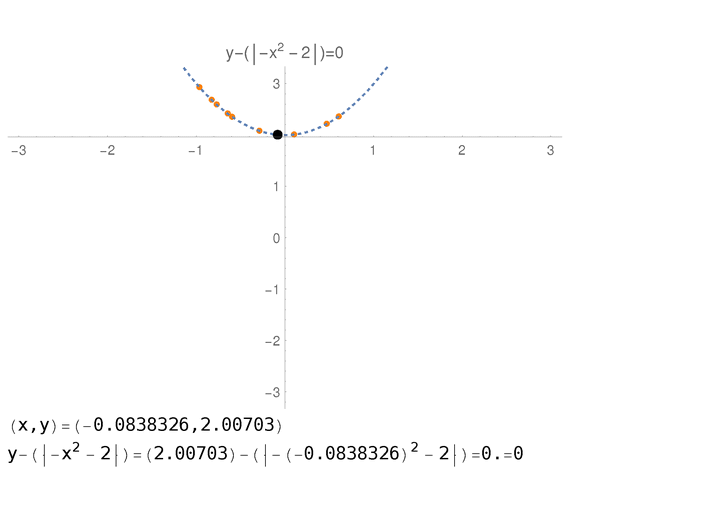 y−(|−x² − 2|)=0
3
−3 −2 −1 1 2 3
1
0
−1
−2
−3
(x,y)=(−0.0838326,2.00703)
y−(|−x² − 2|)=(2.00703)−(|−(−0.0838326)² − 2|)=0.=0